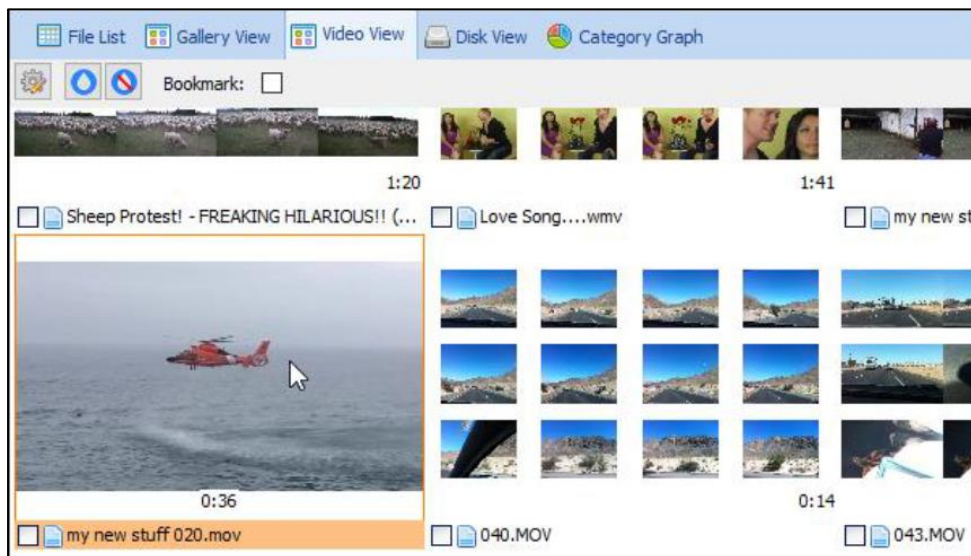 File List Gallery View Video View Disk View Category Graph
Bookmark:
1:20 1:41
Sheep Protest! - FREAKING HILARIOUS!! (... Love Song....wmv my new st
0:36 0:14
my new stuff 020.mov 040.MOV 043.MOV